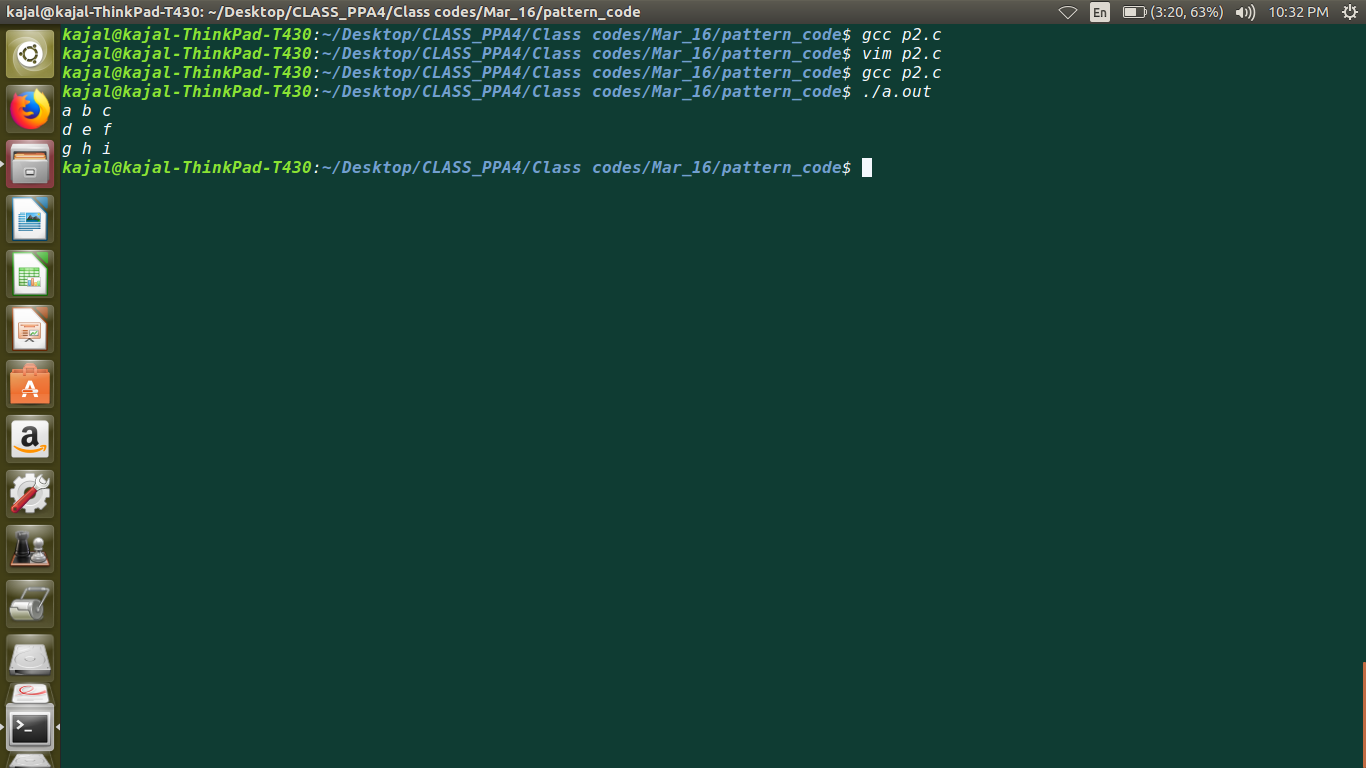 kajal@kajal-ThinkPad-T430: ~/Desktop/CLASS_PPA4/Class codes/Mar_16/pattern_code En (3:20, 63%) 10:32 PM
kajal@kajal-ThinkPad-T430:~/Desktop/CLASS_PPA4/Class codes/Mar_16/pattern_code$ gcc p2.c
kajal@kajal-ThinkPad-T430:~/Desktop/CLASS_PPA4/Class codes/Mar_16/pattern_code$ vim p2.c
kajal@kajal-ThinkPad-T430:~/Desktop/CLASS_PPA4/Class codes/Mar_16/pattern_code$ gcc p2.c
kajal@kajal-ThinkPad-T430:~/Desktop/CLASS_PPA4/Class codes/Mar_16/pattern_code$ ./a.out
a b c
d e f
g h i
kajal@kajal-ThinkPad-T430:~/Desktop/CLASS_PPA4/Class codes/Mar_16/pattern_code$